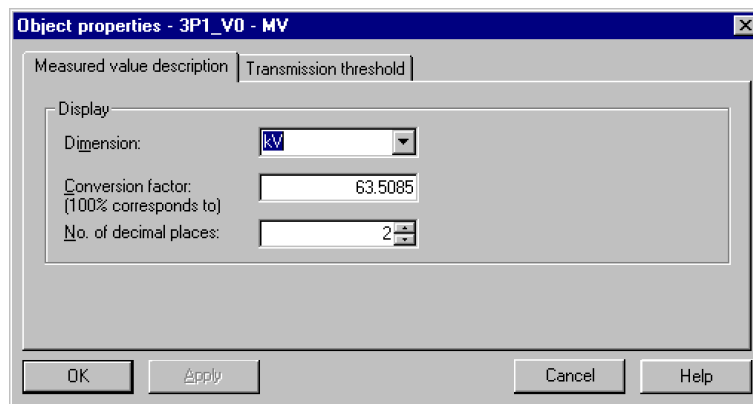 Object properties - 3P1_V0 - MV
Measured value description
Transmission threshold
Display
Dimension:
kV
Conversion factor:
63.5085
(100% corresponds to)
No. of decimal places:
2
OK
Apply
Cancel
Help